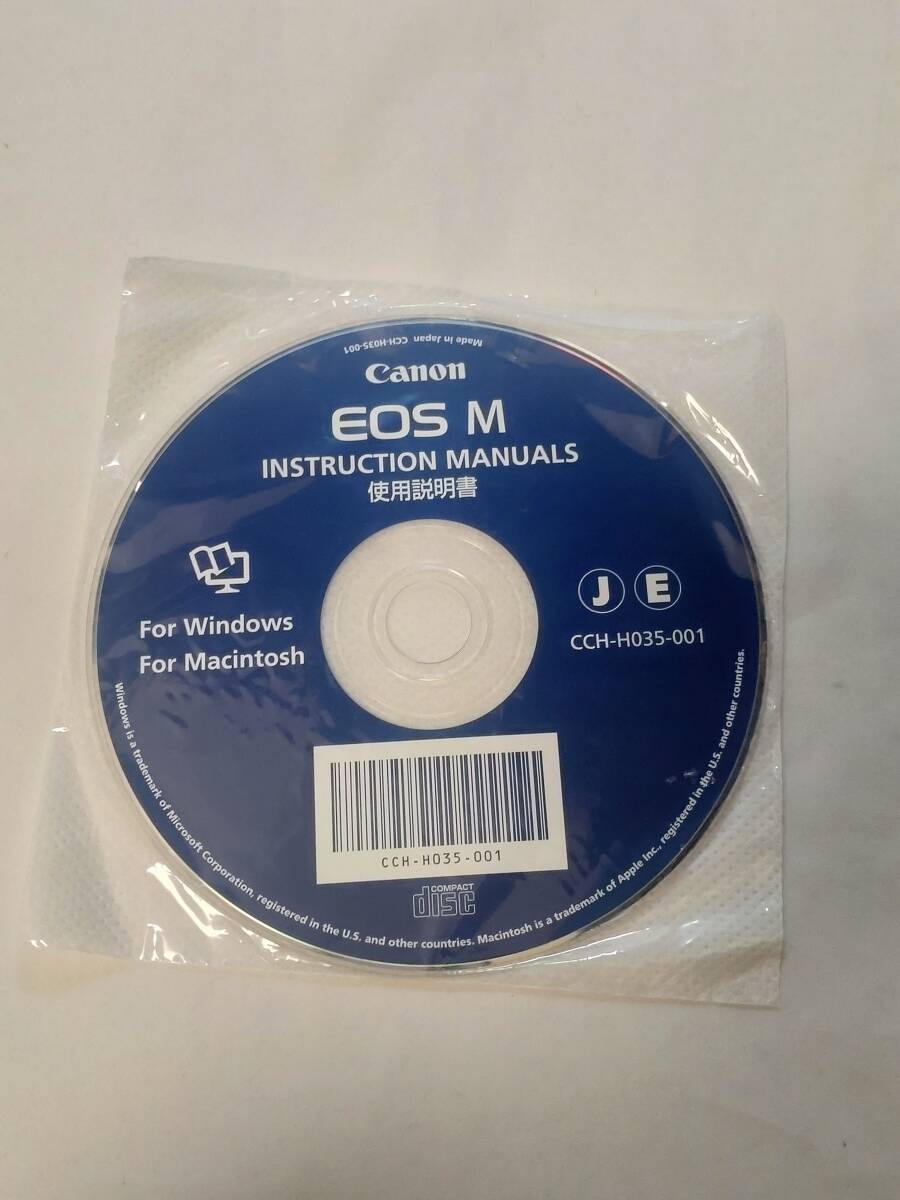 Made in Japan CCH-H035-001
Canon
EOS M
INSTRUCTION MANUALS
使用説明書
For Windows
For Macintosh
J E
CCH-H035-001
CCH-H035-001
COMPACT
disc
Windows is a trademark of Microsoft Corporation, registered in the U.S. and other countries. Macintosh is a trademark of Apple Inc., registered in the U.S. and other countries.